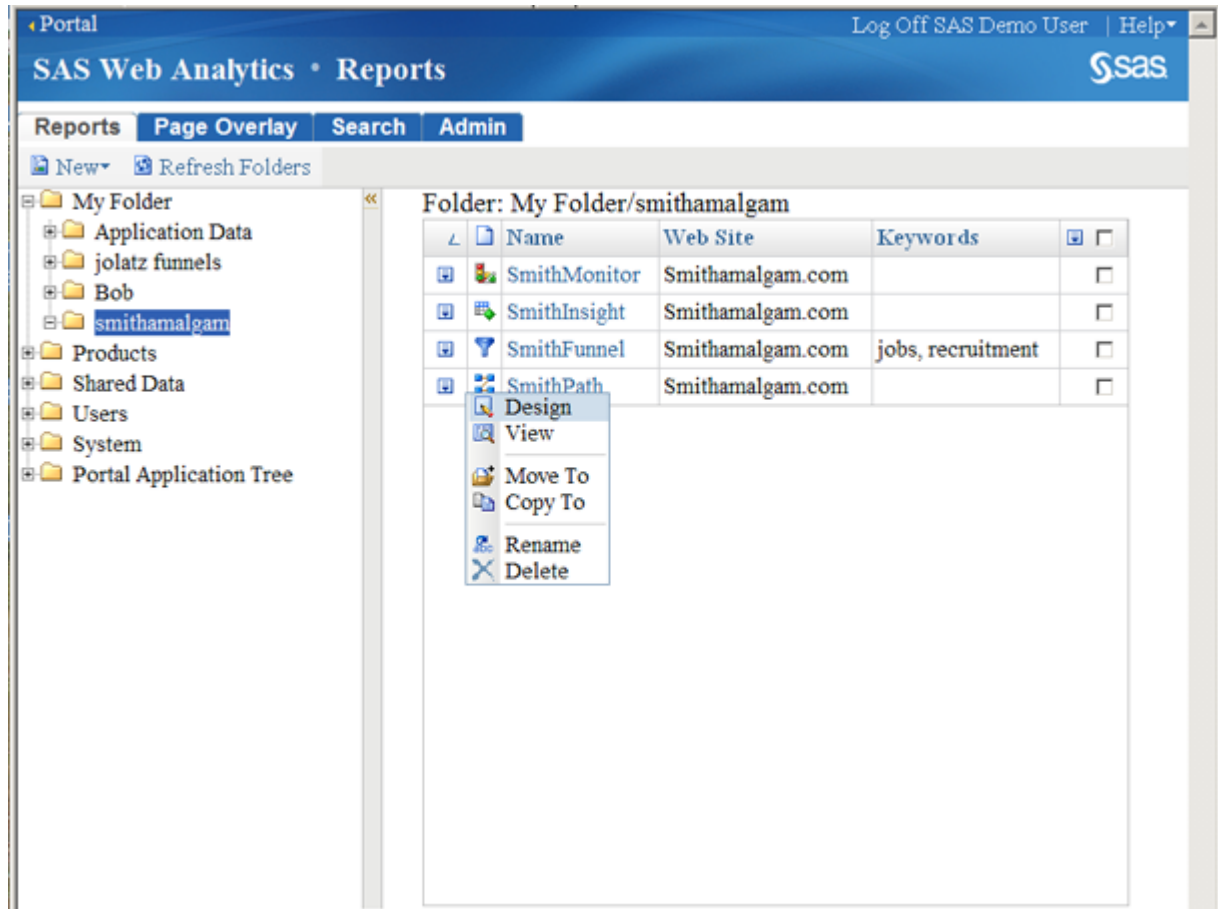 Portal
Log Off SAS Demo User | Help
SAS Web Analytics • Reports
sas
Reports Page Overlay Search Admin
New Refresh Folders
My Folder
Application Data
jolatz funnels
Bob
smithamalgam
Products
Shared Data
Users
System
Portal Application Tree
Folder: My Folder/smithamalgam
Name Web Site Keywords
SmithMonitor Smithamalgam.com
SmithInsight Smithamalgam.com
SmithFunnel Smithamalgam.com jobs, recruitment
SmithPath Smithamalgam.com
Design
View
Move To
Copy To
Rename
Delete